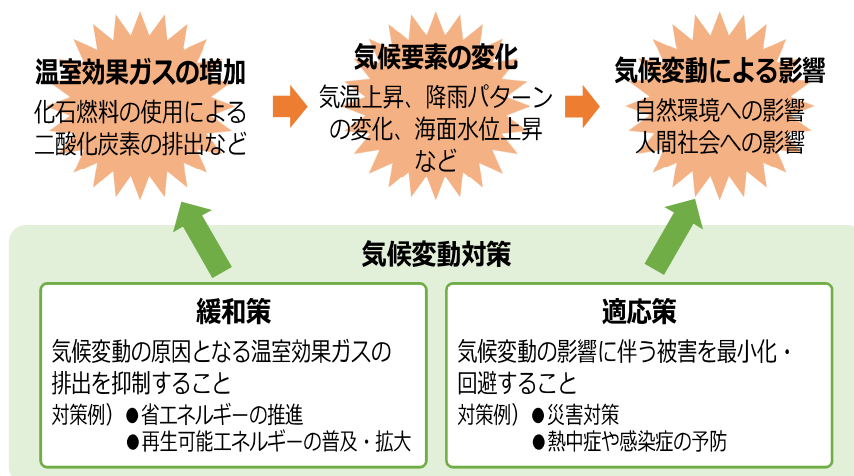 温室効果ガスの増加
化石燃料の使用による
二酸化炭素の排出など
気候要素の変化
気温上昇、降雨パターン
の変化、海面水位上昇
など
気候変動による影響
自然環境への影響
人間社会への影響
気候変動対策
緩和策
気候変動の原因となる温室効果ガスの
排出を抑制すること
対策例）●省エネルギーの推進
●再生可能エネルギーの普及・拡大
適応策
気候変動の影響に伴う被害を最小化・
回避すること
対策例）●災害対策
●熱中症や感染症の予防